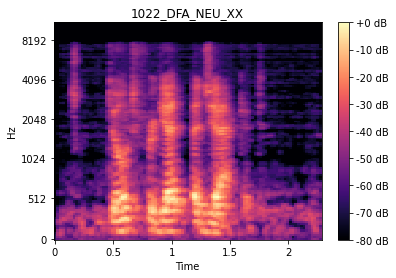 1022_DFA_NEU_XX
+0 dB
8192
-10 dB
4096
-20 dB
-30 dB
2048
Hz
-40 dB
1024
-50 dB
512
-60 dB
-70 dB
0
-80 dB
0 0.5 1 1.5 2
Time